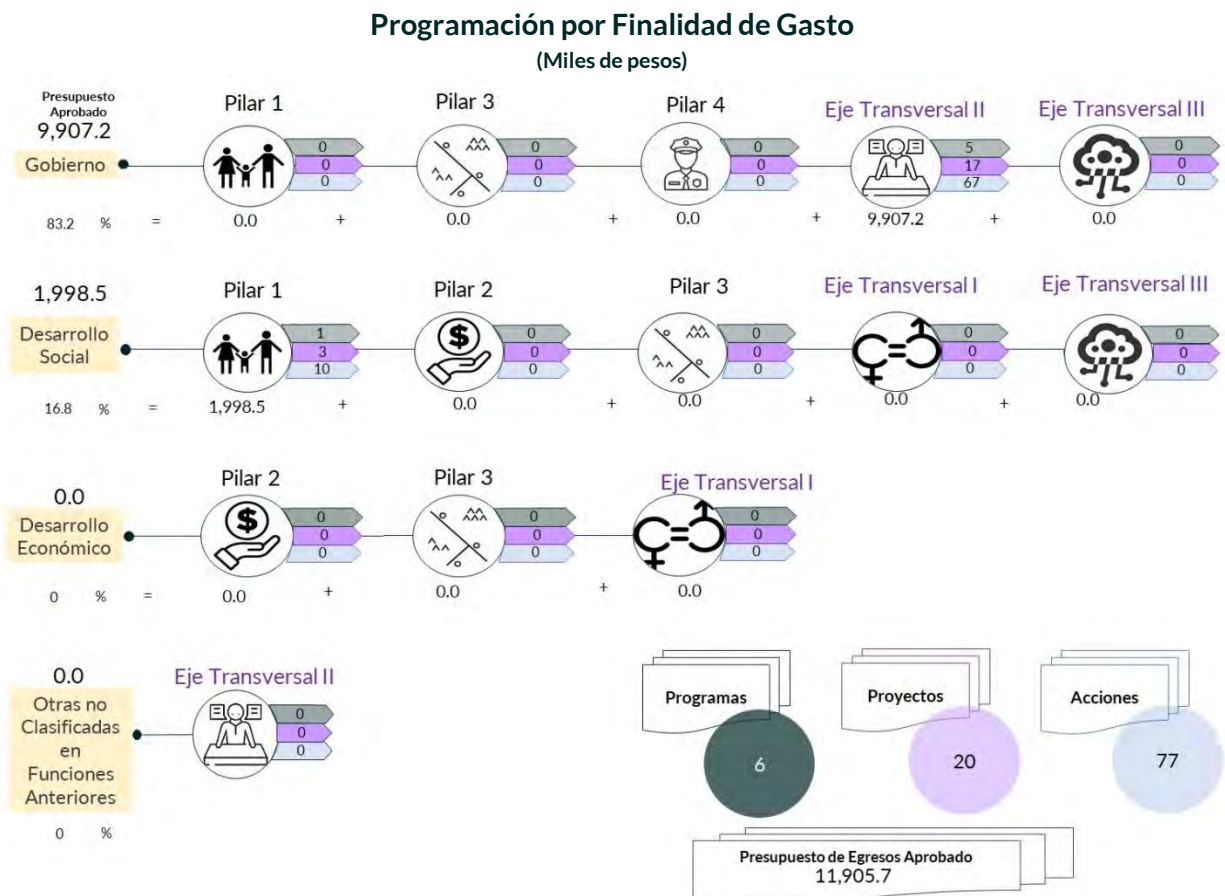 Programación por Finalidad de Gasto
(Miles de pesos)
Presupuesto
Aprobado
9,907.2
Gobierno
Pilar 1
0
0
0
Pilar 3
0
0
0
Pilar 4
0
0
0
Eje Transversal II
5
17
67
Eje Transversal III
0
0
0
83.2 % = 0.0 + 0.0 + 0.0 + 9,907.2 + 0.0
1,998.5
Desarrollo
Social
Pilar 1
1
3
10
Pilar 2
$
0
0
0
Pilar 3
0
0
0
Eje Transversal I
0
0
0
Eje Transversal III
0
0
0
16.8 % = 1,998.5 + 0.0 + 0.0 + 0.0 + 0.0
0.0
Desarrollo
Económico
Pilar 2
$
0
0
0
Pilar 3
0
0
0
Eje Transversal I
0
0
0
0 % = 0.0 + 0.0 + 0.0
0.0
Otras no
Clasificadas
en
Funciones
Anteriores
Eje Transversal II
0
0
0
0 %
Programas
6
Proyectos
20
Acciones
77
Presupuesto de Egresos Aprobado
11,905.7